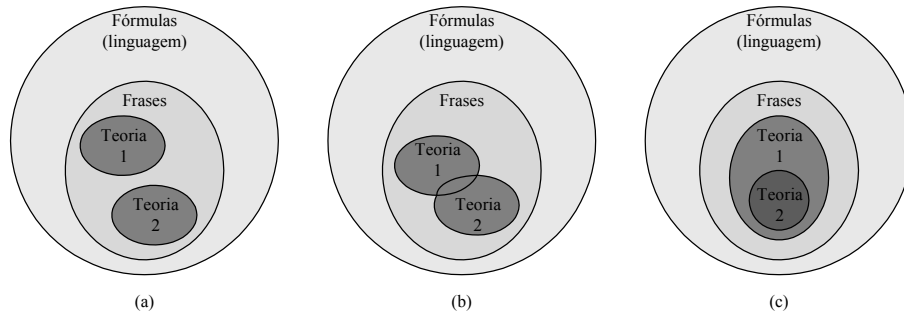 Fórmulas
(linguagem)
Frases
Teoria
1
Teoria
2
(a)
Fórmulas
(linguagem)
Frases
Teoria
1
Teoria
2
(b)
Fórmulas
(linguagem)
Frases
Teoria
1
Teoria
2
(c)